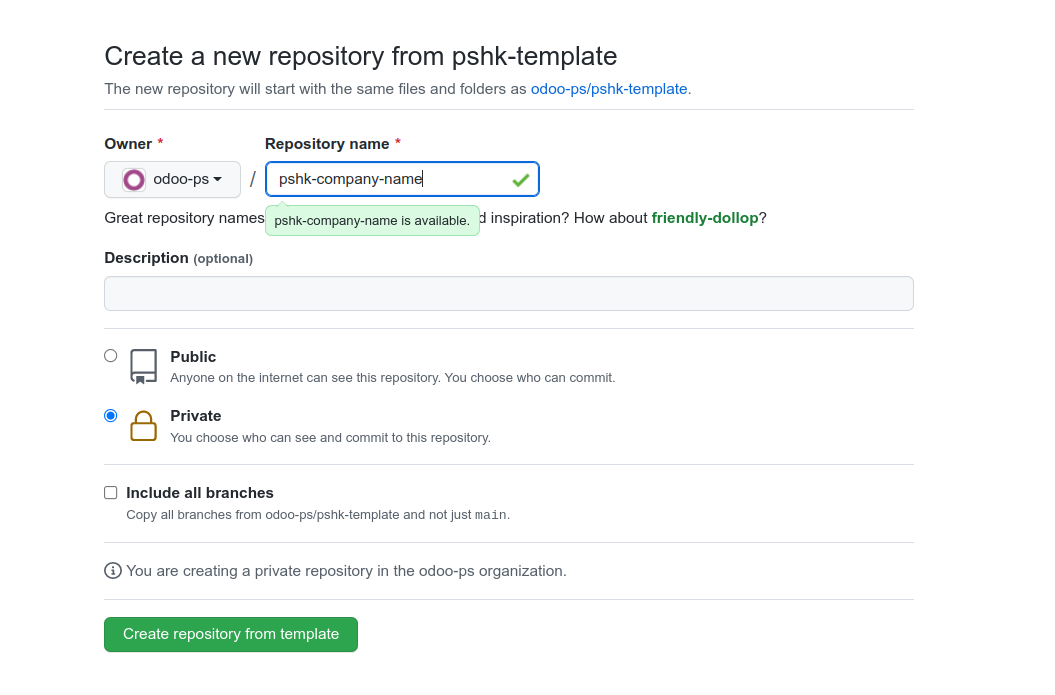 Create a new repository from pshk-template
The new repository will start with the same files and folders as odoo-ps/pshk-template.
Owner * Repository name *
odoo-ps / pshk-company-name
Great repository names d inspiration? How about friendly-dollop?
pshk-company-name is available.
Description (optional)
Public
Anyone on the internet can see this repository. You choose who can commit.
Private
You choose who can see and commit to this repository.
Include all branches
Copy all branches from odoo-ps/pshk-template and not just main.
You are creating a private repository in the odoo-ps organization.
Create repository from template